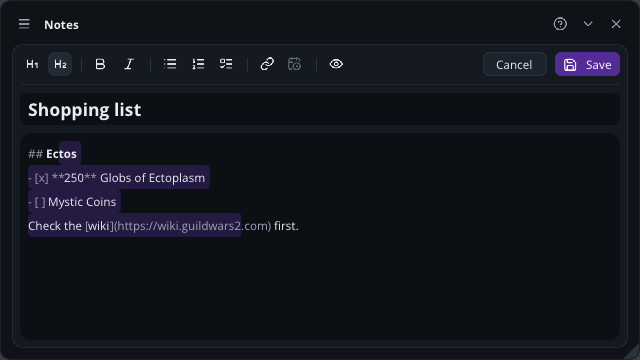 Notes
H1 H2 B I Cancel Save
Shopping list
## Ectos
- [x] **250** Globs of Ectoplasm
- [ ] Mystic Coins
Check the [wiki](https://wiki.guildwars2.com) first.